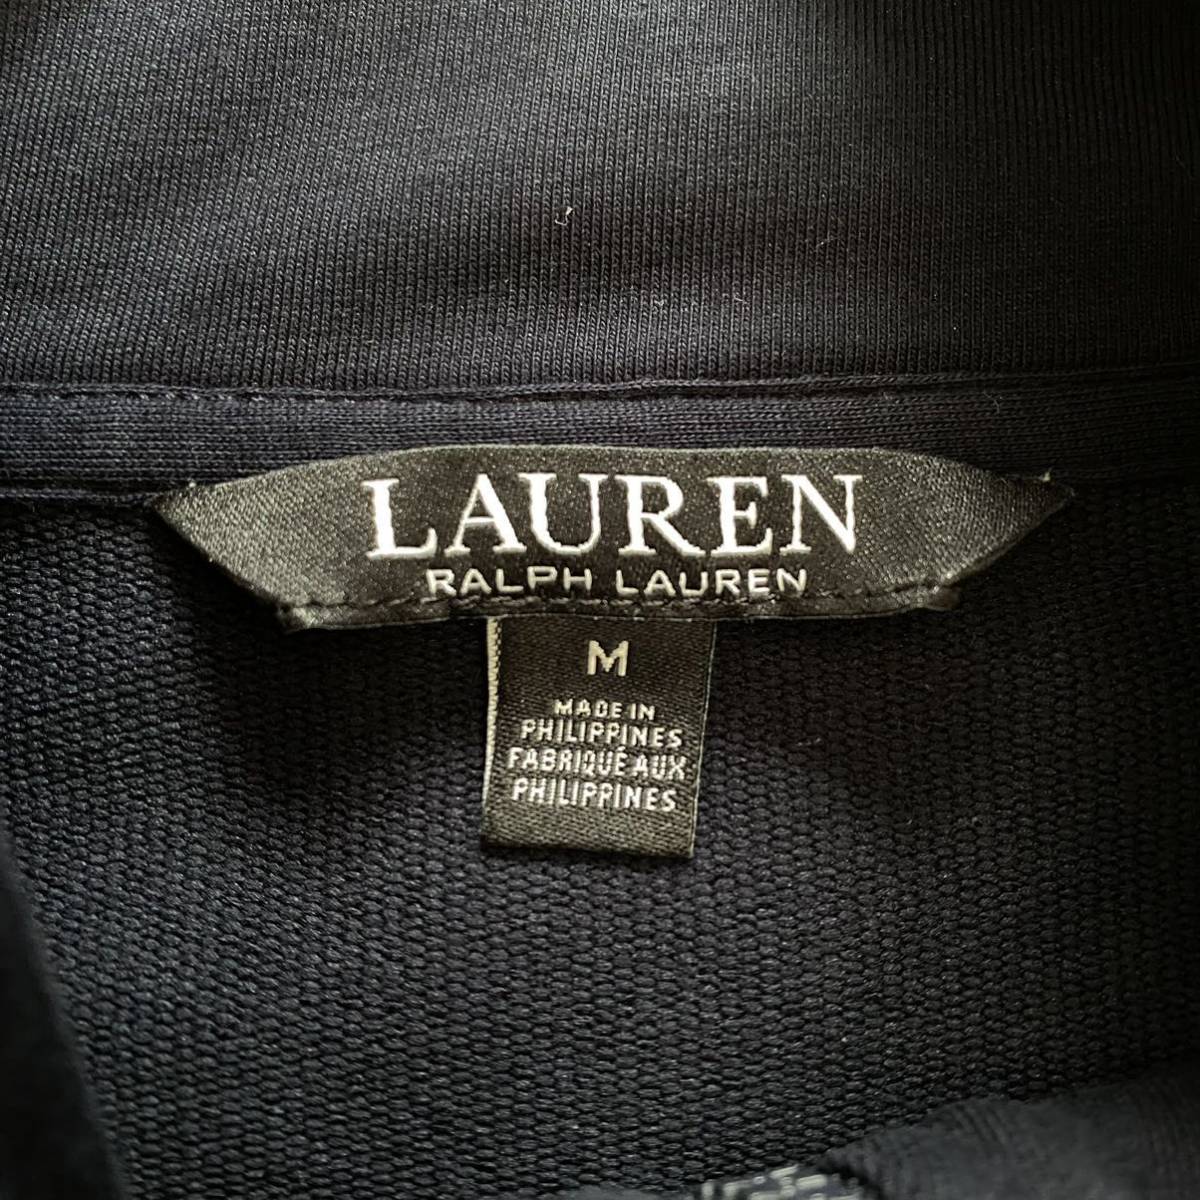 LAUREN
RALPH LAUREN
M
MADE IN
PHILIPPINES
FABRIQUÉ AUX
PHILIPPINES